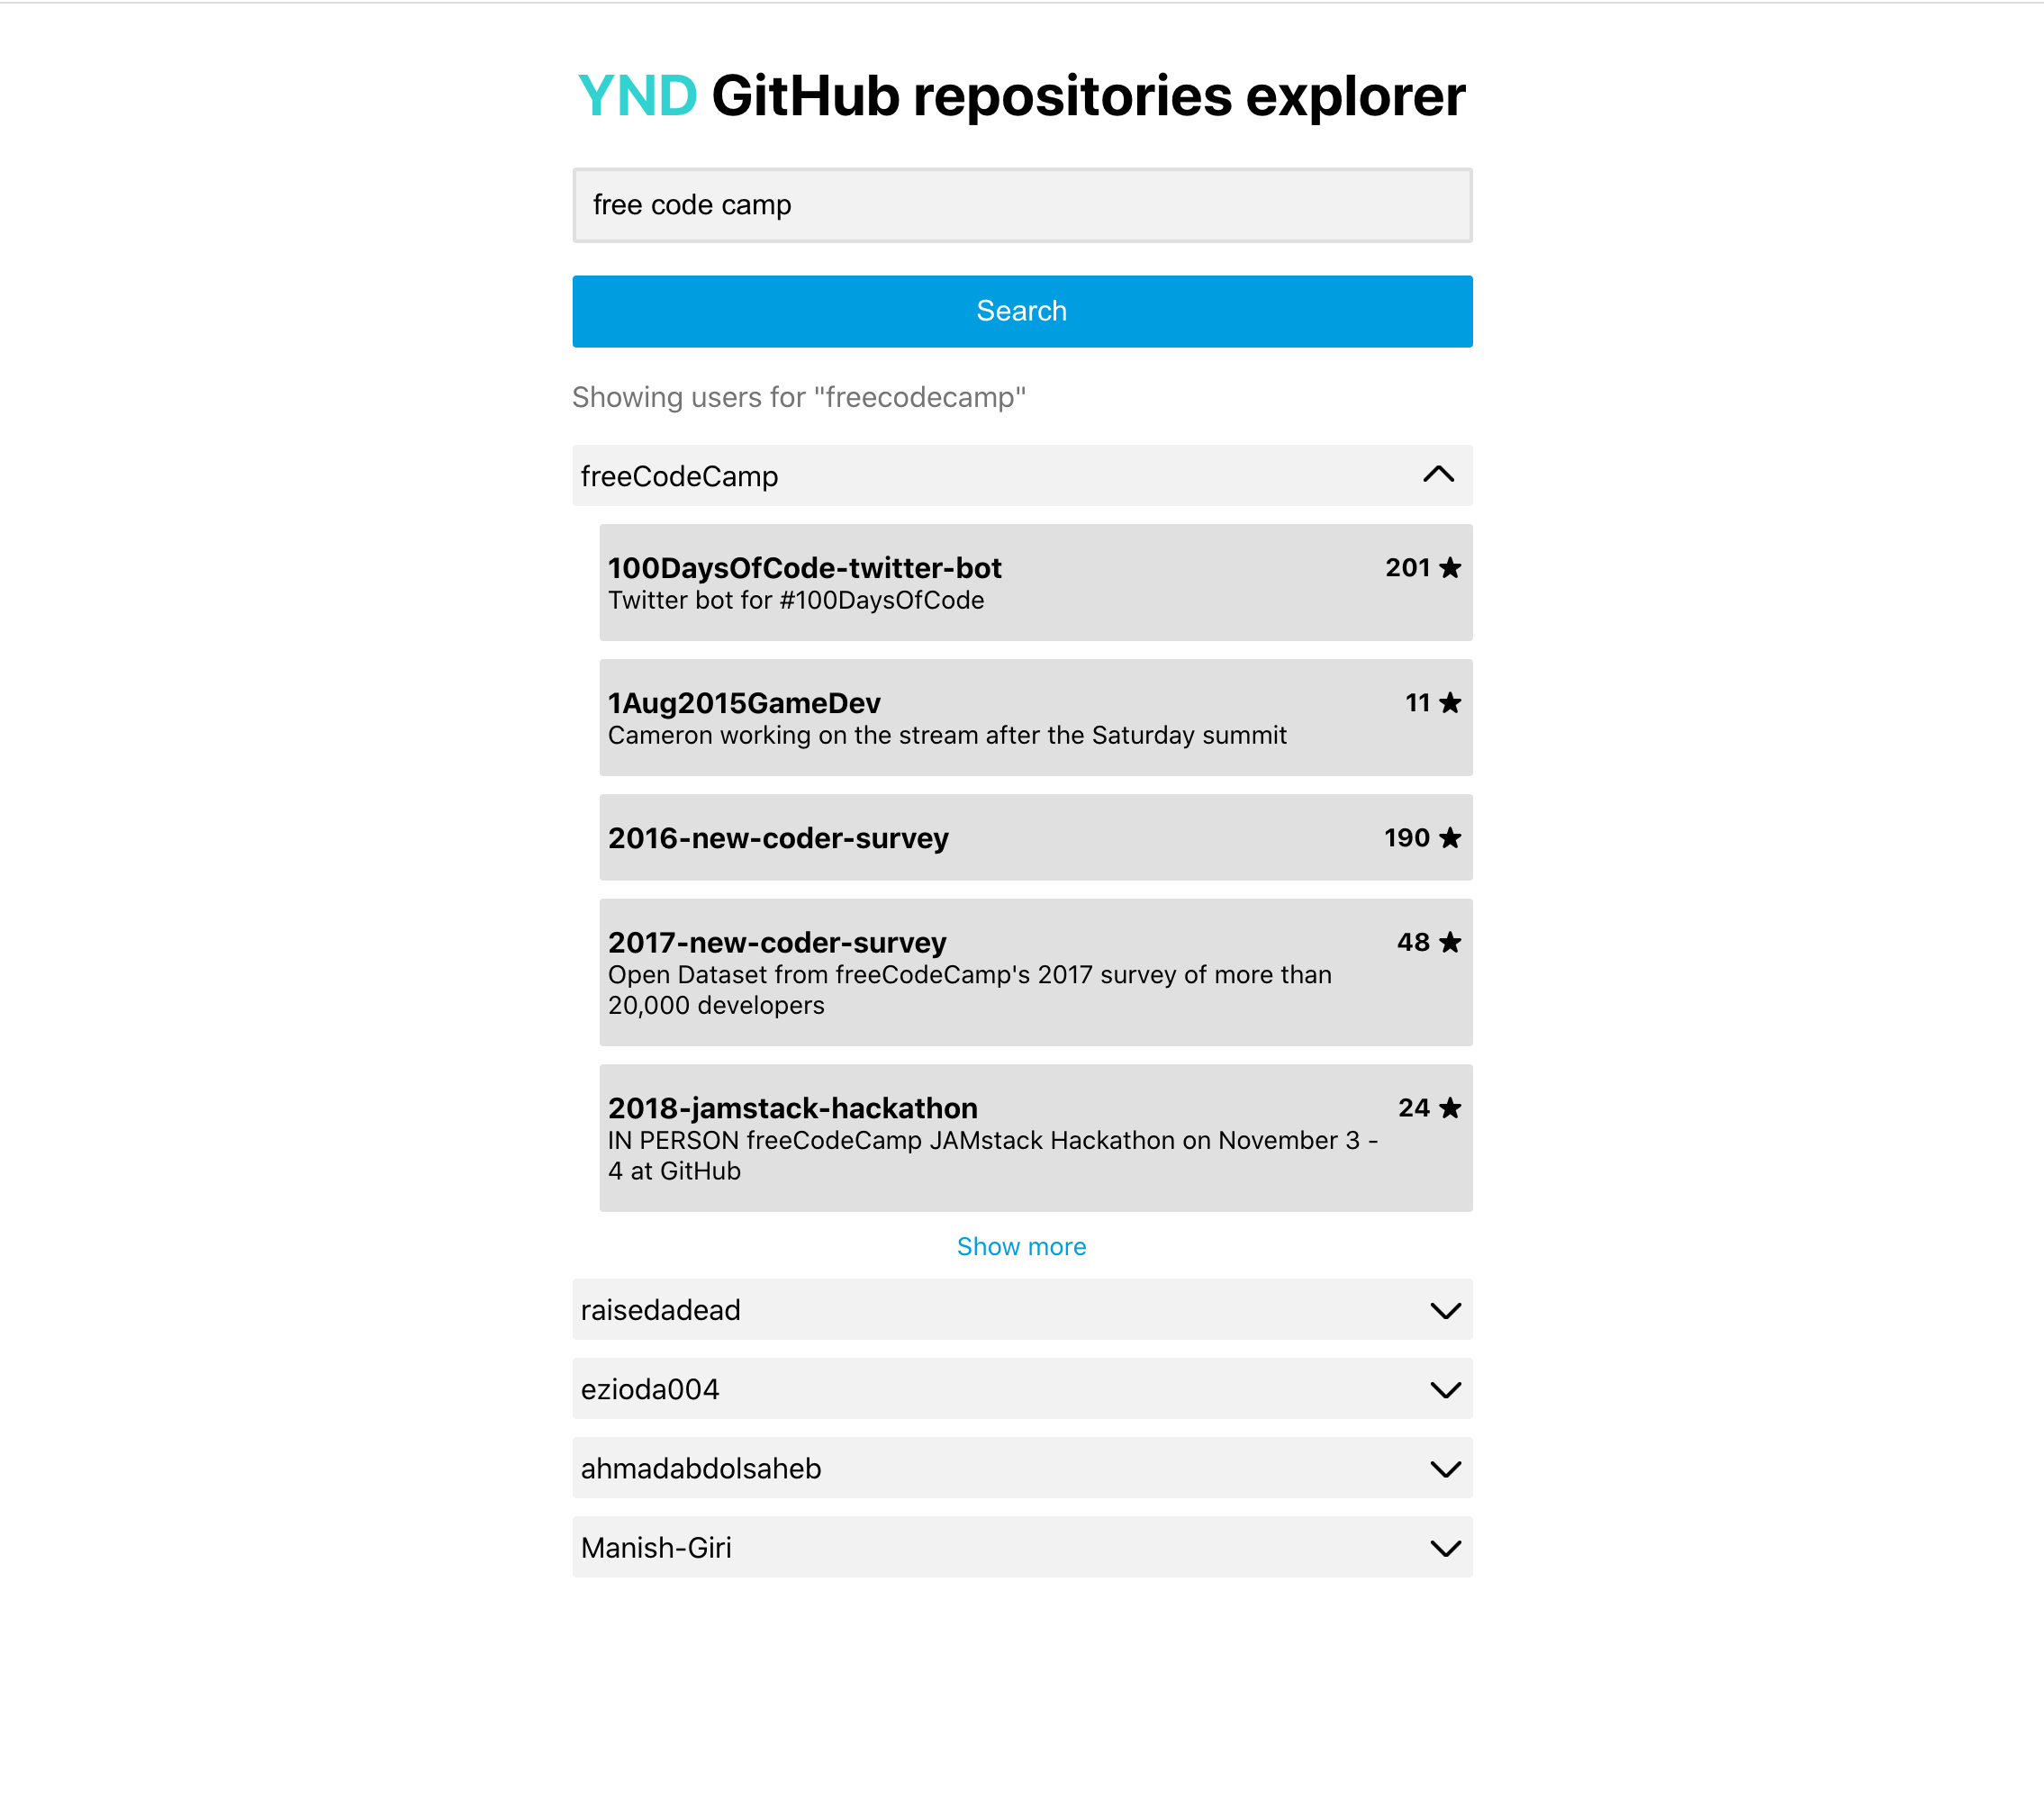 YND GitHub repositories explorer
free code camp
Search
Showing users for "freecodecamp"
freeCodeCamp
100DaysOfCode-twitter-bot 201 ★
Twitter bot for #100DaysOfCode
1Aug2015GameDev 11 ★
Cameron working on the stream after the Saturday summit
2016-new-coder-survey 190 ★
2017-new-coder-survey 48 ★
Open Dataset from freeCodeCamp's 2017 survey of more than
20,000 developers
2018-jamstack-hackathon 24 ★
IN PERSON freeCodeCamp JAMstack Hackathon on November 3 -
4 at GitHub
Show more
raisedadead
ezioda004
ahmadabdolsaheb
Manish-Giri